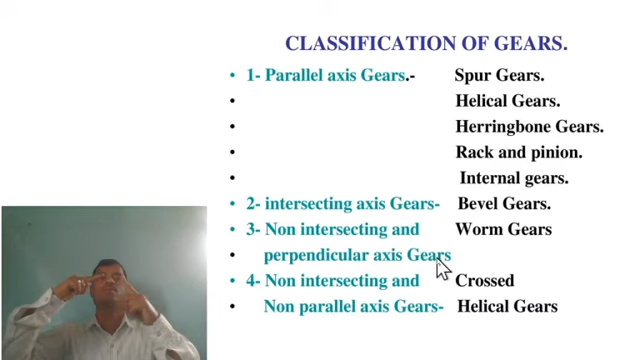 CLASSIFICATION OF GEARS.
1- Parallel axis Gears.- Spur Gears.
Helical Gears.
Herringbone Gears.
Rack and pinion.
Internal gears.
2- intersecting axis Gears- Bevel Gears.
3- Non intersecting and Worm Gears
perpendicular axis Gears
4- Non intersecting and Crossed
Non parallel axis Gears- Helical Gears